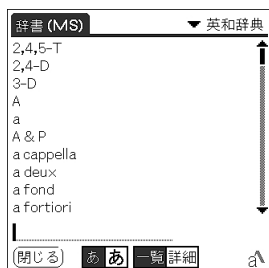 辞書 (MS) ▼ 英和辞典
2,4,5-T
2,4-D
3-D
A
a
A & P
a cappella
a deux
a fond
a fortiori
閉じる ああ 一覧 詳細 a